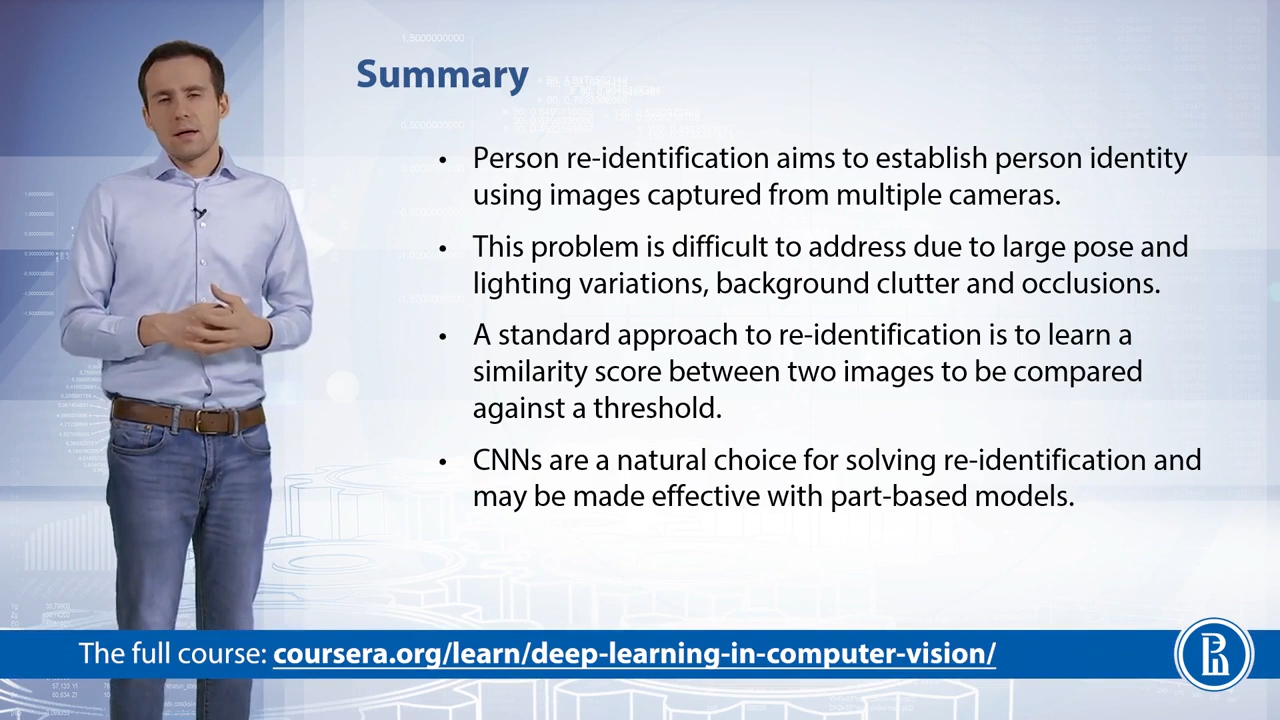 Summary
• Person re-identification aims to establish person identity
using images captured from multiple cameras.
• This problem is difficult to address due to large pose and
lighting variations, background clutter and occlusions.
• A standard approach to re-identification is to learn a
similarity score between two images to be compared
against a threshold.
• CNNs are a natural choice for solving re-identification and
may be made effective with part-based models.
The full course: coursera.org/learn/deep-learning-in-computer-vision/